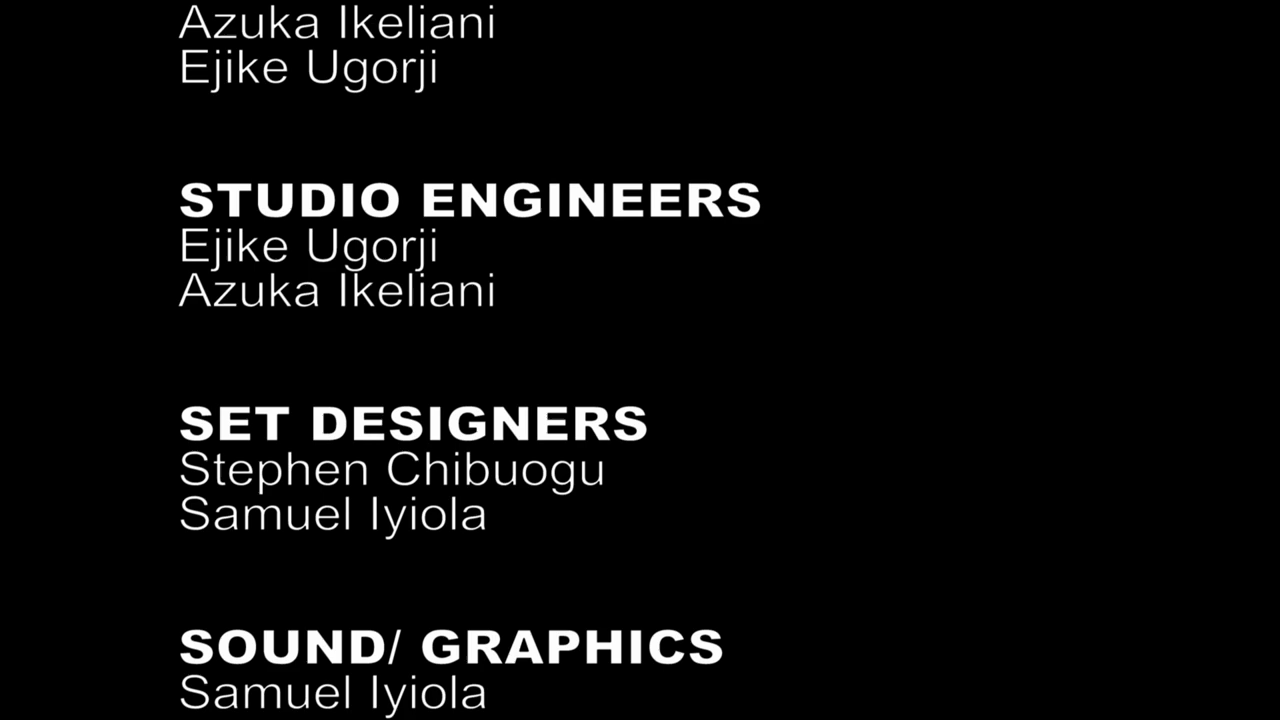 Azuka Ikeliani
Ejike Ugorji
STUDIO ENGINEERS
Ejike Ugorji
Azuka Ikeliani
SET DESIGNERS
Stephen Chibuogu
Samuel Iyiola
SOUND/ GRAPHICS
Samuel Iyiola